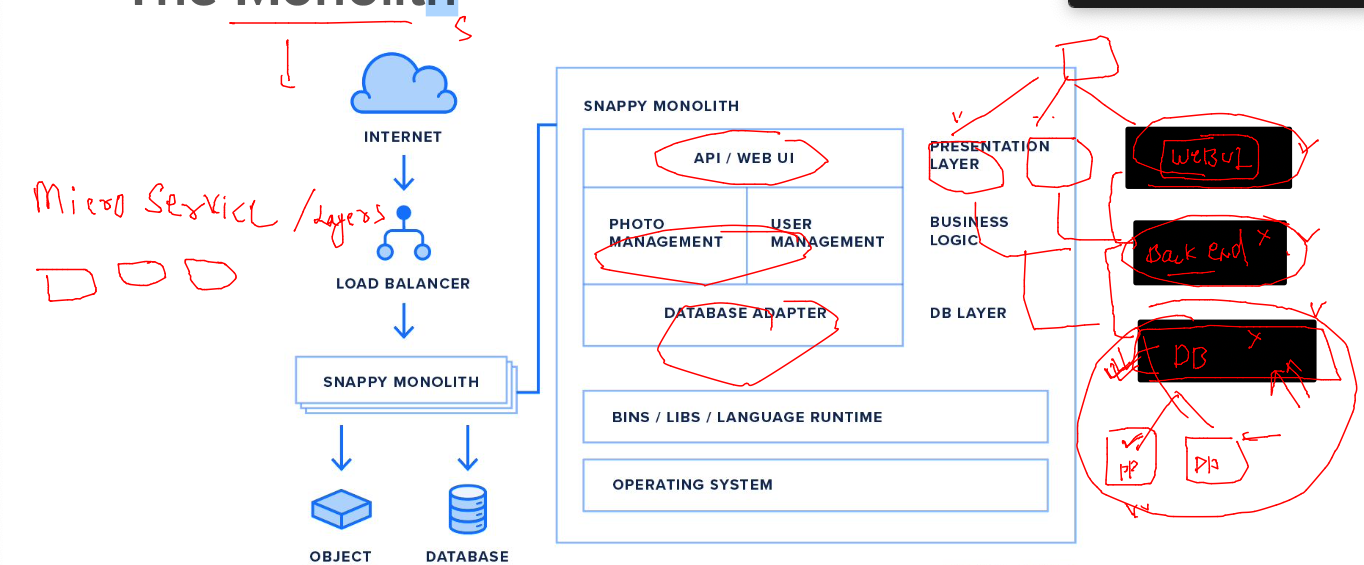 The Monolith
S
INTERNET
Micro Service / Layers
LOAD BALANCER
SNAPPY MONOLITH
OBJECT
DATABASE
SNAPPY MONOLITH
API / WEB UI
PRESENTATION
LAYER
PHOTO
MANAGEMENT
USER
MANAGEMENT
BUSINESS
LOGIC
DATABASE ADAPTER
DB LAYER
BINS / LIBS / LANGUAGE RUNTIME
OPERATING SYSTEM
WEBUI
Back end
DB